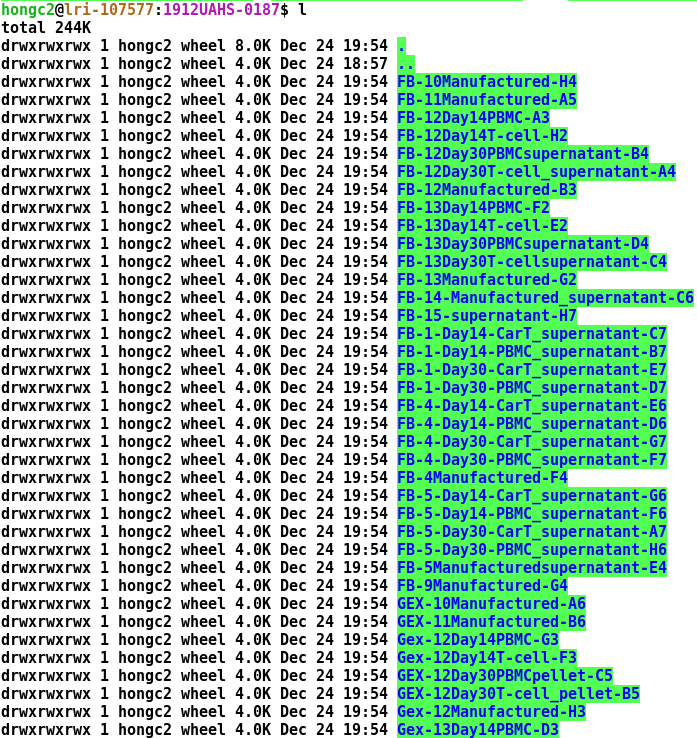 hongc2@lri-107577:1912UAHS-0187$ l
total 244K
drwxrwxrwx 1 hongc2 wheel 8.0K Dec 24 19:54 .
drwxrwxrwx 1 hongc2 wheel 4.0K Dec 24 18:57 ..
drwxrwxrwx 1 hongc2 wheel 4.0K Dec 24 19:54 FB-10Manufactured-H4
drwxrwxrwx 1 hongc2 wheel 4.0K Dec 24 19:54 FB-11Manufactured-A5
drwxrwxrwx 1 hongc2 wheel 4.0K Dec 24 19:54 FB-12Day14PBMC-A3
drwxrwxrwx 1 hongc2 wheel 4.0K Dec 24 19:54 FB-12Day14T-cell-H2
drwxrwxrwx 1 hongc2 wheel 4.0K Dec 24 19:54 FB-12Day30PBMCsupernatant-B4
drwxrwxrwx 1 hongc2 wheel 4.0K Dec 24 19:54 FB-12Day30T-cell_supernatant-A4
drwxrwxrwx 1 hongc2 wheel 4.0K Dec 24 19:54 FB-12Manufactured-B3
drwxrwxrwx 1 hongc2 wheel 4.0K Dec 24 19:54 FB-13Day14PBMC-F2
drwxrwxrwx 1 hongc2 wheel 4.0K Dec 24 19:54 FB-13Day14T-cell-E2
drwxrwxrwx 1 hongc2 wheel 4.0K Dec 24 19:54 FB-13Day30PBMCsupernatant-D4
drwxrwxrwx 1 hongc2 wheel 4.0K Dec 24 19:54 FB-13Day30T-cellsupernatant-C4
drwxrwxrwx 1 hongc2 wheel 4.0K Dec 24 19:54 FB-13Manufactured-G2
drwxrwxrwx 1 hongc2 wheel 4.0K Dec 24 19:54 FB-14-Manufactured_supernatant-C6
drwxrwxrwx 1 hongc2 wheel 4.0K Dec 24 19:54 FB-15-supernatant-H7
drwxrwxrwx 1 hongc2 wheel 4.0K Dec 24 19:54 FB-1-Day14-CarT_supernatant-C7
drwxrwxrwx 1 hongc2 wheel 4.0K Dec 24 19:54 FB-1-Day14-PBMC_supernatant-B7
drwxrwxrwx 1 hongc2 wheel 4.0K Dec 24 19:54 FB-1-Day30-CarT_supernatant-E7
drwxrwxrwx 1 hongc2 wheel 4.0K Dec 24 19:54 FB-1-Day30-PBMC_supernatant-D7
drwxrwxrwx 1 hongc2 wheel 4.0K Dec 24 19:54 FB-4-Day14-CarT_supernatant-E6
drwxrwxrwx 1 hongc2 wheel 4.0K Dec 24 19:54 FB-4-Day14-PBMC_supernatant-D6
drwxrwxrwx 1 hongc2 wheel 4.0K Dec 24 19:54 FB-4-Day30-CarT_supernatant-G7
drwxrwxrwx 1 hongc2 wheel 4.0K Dec 24 19:54 FB-4-Day30-PBMC_supernatant-F7
drwxrwxrwx 1 hongc2 wheel 4.0K Dec 24 19:54 FB-4Manufactured-F4
drwxrwxrwx 1 hongc2 wheel 4.0K Dec 24 19:54 FB-5-Day14-CarT_supernatant-G6
drwxrwxrwx 1 hongc2 wheel 4.0K Dec 24 19:54 FB-5-Day14-PBMC_supernatant-F6
drwxrwxrwx 1 hongc2 wheel 4.0K Dec 24 19:54 FB-5-Day30-CarT_supernatant-A7
drwxrwxrwx 1 hongc2 wheel 4.0K Dec 24 19:54 FB-5-Day30-PBMC_supernatant-H6
drwxrwxrwx 1 hongc2 wheel 4.0K Dec 24 19:54 FB-5Manufacturedsupernatant-E4
drwxrwxrwx 1 hongc2 wheel 4.0K Dec 24 19:54 FB-9Manufactured-G4
drwxrwxrwx 1 hongc2 wheel 4.0K Dec 24 19:54 GEX-10Manufactured-A6
drwxrwxrwx 1 hongc2 wheel 4.0K Dec 24 19:54 GEX-11Manufactured-B6
drwxrwxrwx 1 hongc2 wheel 4.0K Dec 24 19:54 Gex-12Day14PBMC-G3
drwxrwxrwx 1 hongc2 wheel 4.0K Dec 24 19:54 Gex-12Day14T-cell-F3
drwxrwxrwx 1 hongc2 wheel 4.0K Dec 24 19:54 GEX-12Day30PBMCpellet-C5
drwxrwxrwx 1 hongc2 wheel 4.0K Dec 24 19:54 GEX-12Day30T-cell_pellet-B5
drwxrwxrwx 1 hongc2 wheel 4.0K Dec 24 19:54 Gex-12Manufactured-H3
drwxrwxrwx 1 hongc2 wheel 4.0K Dec 24 19:54 Gex-13Day14PBMC-D3